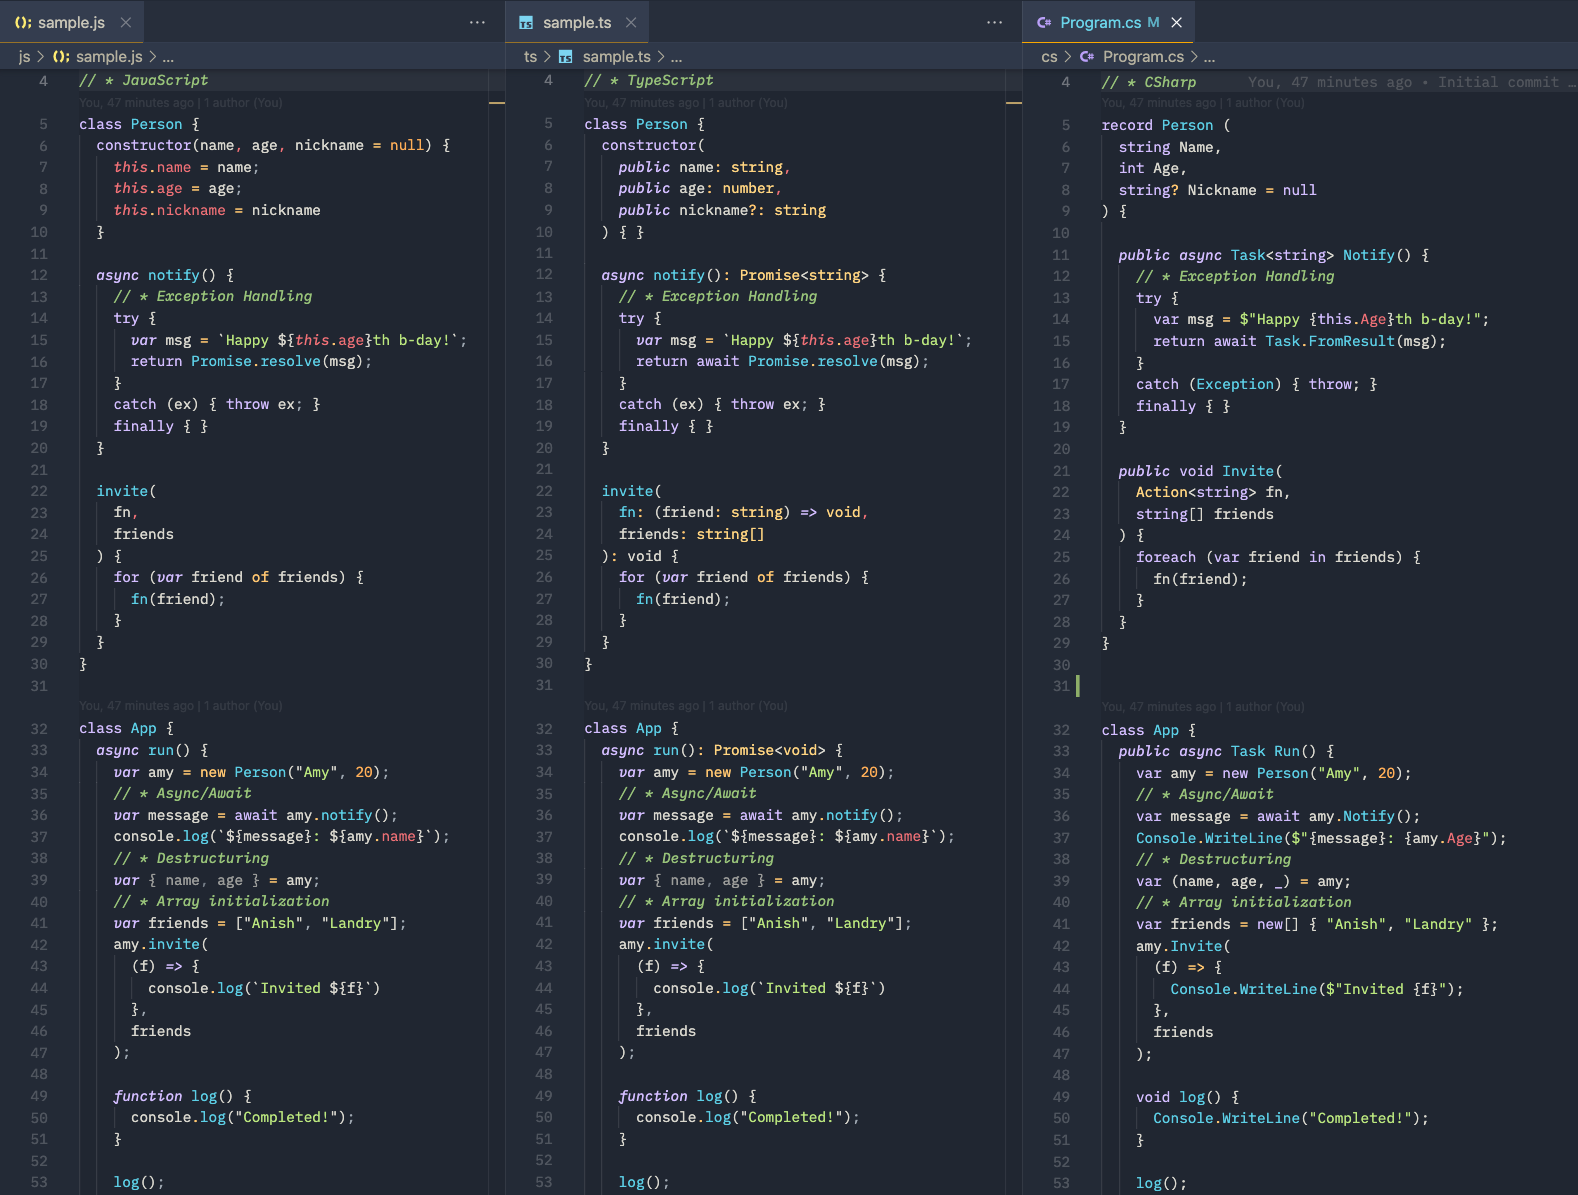 sample.js
js > sample.js > ...
4 // * JavaScript
You, 47 minutes ago | 1 author (You)
5 class Person {
6 constructor(name, age, nickname = null) {
7 this.name = name;
8 this.age = age;
9 this.nickname = nickname
10 }
11
12 async notify() {
13 // * Exception Handling
14 try {
15 var msg = `Happy ${this.age}th b-day!`;
16 return Promise.resolve(msg);
17 }
18 catch (ex) { throw ex; }
19 finally { }
20 }
21
22 invite(
23 fn,
24 friends
25 ) {
26 for (var friend of friends) {
27 fn(friend);
28 }
29 }
30 }
31
You, 47 minutes ago | 1 author (You)
32 class App {
33 async run() {
34 var amy = new Person("Amy", 20);
35 // * Async/Await
36 var message = await amy.notify();
37 console.log(`${message}: ${amy.name}`);
38 // * Destructuring
39 var { name, age } = amy;
40 // * Array initialization
41 var friends = ["Anish", "Landry"];
42 amy.invite(
43 (f) => {
44 console.log(`Invited ${f}`)
45 },
46 friends
47 );
48
49 function log() {
50 console.log("Completed!");
51 }
52
53 log();
TS sample.ts
ts > TS sample.ts > ...
4 // * TypeScript
You, 47 minutes ago | 1 author (You)
5 class Person {
6 constructor(
7 public name: string,
8 public age: number,
9 public nickname?: string
10 ) { }
11
12 async notify(): Promise<string> {
13 // * Exception Handling
14 try {
15 var msg = `Happy ${this.age}th b-day!`;
16 return await Promise.resolve(msg);
17 }
18 catch (ex) { throw ex; }
19 finally { }
20 }
21
22 invite(
23 fn: (friend: string) => void,
24 friends: string[]
25 ): void {
26 for (var friend of friends) {
27 fn(friend);
28 }
29 }
30 }
31
You, 47 minutes ago | 1 author (You)
32 class App {
33 async run(): Promise<void> {
34 var amy = new Person("Amy", 20);
35 // * Async/Await
36 var message = await amy.notify();
37 console.log(`${message}: ${amy.name}`);
38 // * Destructuring
39 var { name, age } = amy;
40 // * Array initialization
41 var friends = ["Anish", "Landry"];
42 amy.invite(
43 (f) => {
44 console.log(`Invited ${f}`)
45 },
46 friends
47 );
48
49 function log() {
50 console.log("Completed!");
51 }
52
53 log();
C# Program.cs M
cs > C# Program.cs > ...
4 // * CSharp You, 47 minutes ago • Initial commit ...
You, 47 minutes ago | 1 author (You)
5 record Person (
6 string Name,
7 int Age,
8 string? Nickname = null
9 ) {
10
11 public async Task<string> Notify() {
12 // * Exception Handling
13 try {
14 var msg = $"Happy {this.Age}th b-day!";
15 return await Task.FromResult(msg);
16 }
17 catch (Exception) { throw; }
18 finally { }
19 }
20
21 public void Invite(
22 Action<string> fn,
23 string[] friends
24 ) {
25 foreach (var friend in friends) {
26 fn(friend);
27 }
28 }
29 }
30
31
You, 47 minutes ago | 1 author (You)
32 class App {
33 public async Task Run() {
34 var amy = new Person("Amy", 20);
35 // * Async/Await
36 var message = await amy.Notify();
37 Console.WriteLine($"{message}: {amy.Age}");
38 // * Destructuring
39 var (name, age, _) = amy;
40 // * Array initialization
41 var friends = new[] { "Anish", "Landry" };
42 amy.Invite(
43 (f) => {
44 Console.WriteLine($"Invited {f}");
45 },
46 friends
47 );
48
49 void log() {
50 Console.WriteLine("Completed!");
51 }
52
53 log();